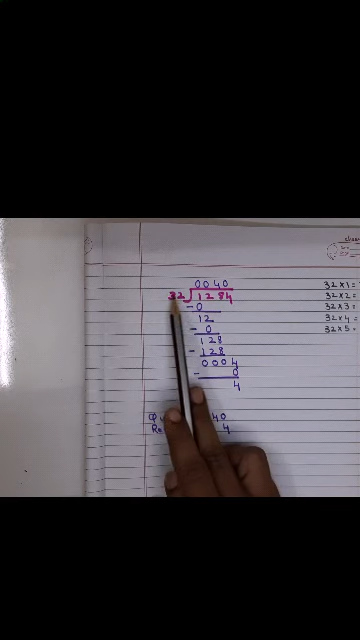 0040
32 ) 1284
- 0
12
- 0
128
- 128
0004
- 0
4
40
4
32 x 1 =
32 x 2 =
32 x 3 =
32 x 4 =
32 x 5 =